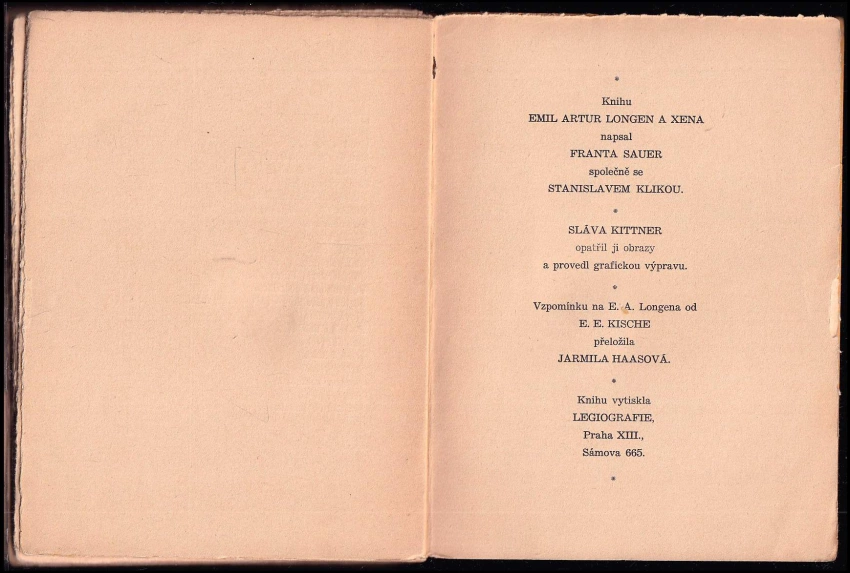 *
Knihu
EMIL ARTUR LONGEN A XENA
napsal
FRANTA SAUER
společně se
STANISLAVEM KLIKOU.
*
SLÁVA KITTNER
opatřil ji obrazy
a provedl grafickou výpravu.
*
Vzpomínku na E. A. Longena od
E. E. KISCHE
přeložila
JARMILA HAASOVÁ.
*
Knihu vytiskla
LEGIOGRAFIE,
Praha XIII.,
Sámova 665.
*